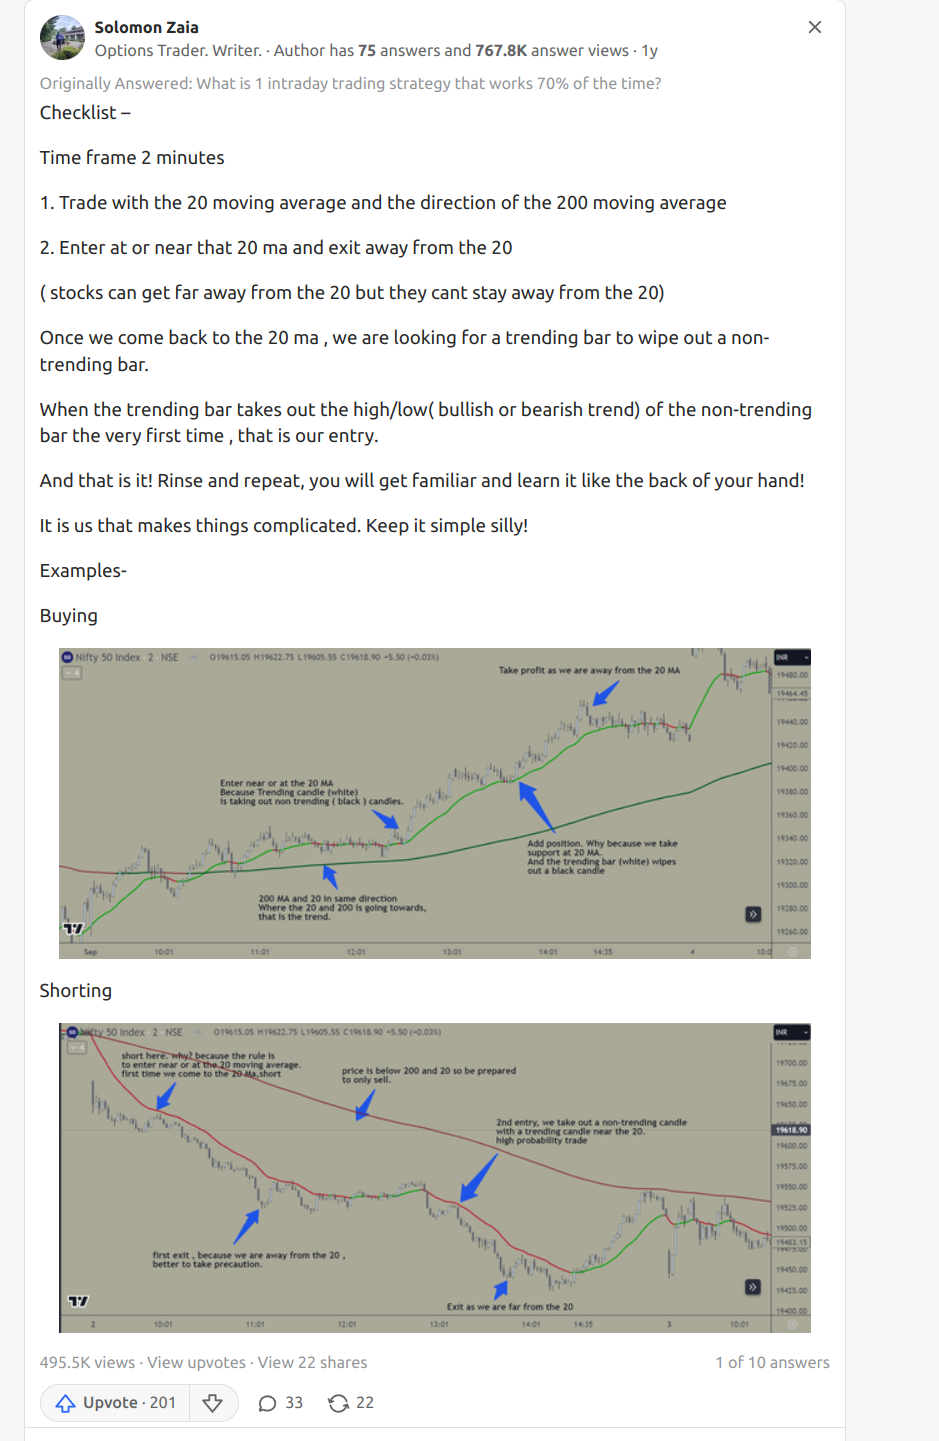 Solomon Zaia
Options Trader. Writer. · Author has 75 answers and 767.8K answer views · 1y
Originally Answered: What is 1 intraday trading strategy that works 70% of the time?
Checklist –
Time frame 2 minutes
1. Trade with the 20 moving average and the direction of the 200 moving average
2. Enter at or near that 20 ma and exit away from the 20
( stocks can get far away from the 20 but they cant stay away from the 20)
Once we come back to the 20 ma , we are looking for a trending bar to wipe out a non-
trending bar.
When the trending bar takes out the high/low( bullish or bearish trend) of the non-trending
bar the very first time , that is our entry.
And that is it! Rinse and repeat, you will get familiar and learn it like the back of your hand!
It is us that makes things complicated. Keep it simple silly!
Examples-
Buying
50 Nifty 50 Index · 2 · NSE O19615.05 H19622.75 L19605.55 C19618.90 +5.50 (+0.03%) INR
4
Take profit as we are away from the 20 MA
19480.00
19464.45
19440.00
19420.00
19400.00
19380.00
19360.00
19340.00
19320.00
19300.00
19280.00
19260.00
Enter near or at the 20 MA
Because Trending candle (white)
is taking out non trending ( black ) candles.
Add position. Why because we take
support at 20 MA.
And the trending bar (white) wipes
out a black candle
200 MA and 20 in same direction
Where the 20 and 200 is going towards,
that is the trend.
Sep 10:01 11:01 12:01 13:01 14:01 14:35 4 10:0
Shorting
50 Nifty 50 Index · 2 · NSE O19615.05 H19622.75 L19605.55 C19618.90 +5.50 (+0.03%) INR
4
short here. why? because the rule is
to enter near or at the 20 moving average.
first time we come to the 20 Ma,short
price is below 200 and 20 so be prepared
to only sell.
2nd entry, we take out a non-trending candle
with a trending candle near the 20.
high probability trade
19700.00
19675.00
19650.00
19618.90
19600.00
19575.00
19550.00
19525.00
19500.00
19483.15
19475.00
19450.00
19425.00
19400.00
first exit , because we are away from the 20 ,
better to take precaution.
Exit as we are far from the 20
2 10:01 11:01 12:01 13:01 14:01 14:35 3 10:01
495.5K views · View upvotes · View 22 shares 1 of 10 answers
Upvote · 201 33 22